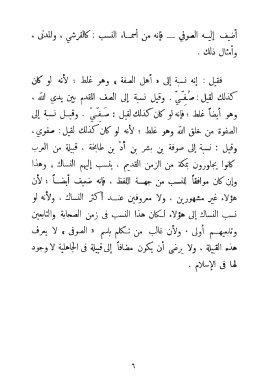 أضيف إليه الصوفي — فإنه من أسماء النسب : كالقرشي ، والمدني ،
وأمثال ذلك .
فقيل : إنه نسبة إلى « أهل الصفة » وهو غلط ؛ لأنه لو كان
كذلك لقيل : صُفِّيّ . وقيل نسبة إلى الصف المقدم بين يدي الله ،
وهو أيضاً غلط ؛ فإنه لو كان كذلك لقيل : صَفِّيّ . وقيل نسبة إلى
الصفوة من خلق الله وهو غلط ؛ لأنه لو كان كذلك لقيل : صفوي،
وقيل : نسبة إلى صوفة بن بشر بن أُدّ بن طابخة ، قبيلة من العرب
كانوا يجاورون بمكة من الزمن القديم ، ينسب إليهم النساك ، وهذا
وإن كان موافقاً للنسب من جهة اللفظ ، فإنه ضعيف أيضاً ؛ لأن
هؤلاء غير مشهورين ، ولا معروفين عند أكثر النساك ، ولأنه لو
نسب النساك إلى هؤلاء لكان هذا النسب في زمن الصحابة والتابعين
وتابعيهم أولى ، ولأن غالب من تكلم باسم « الصوفي » لا يعرف
هذه القبيلة ، ولا يرضى أن يكون مضافاً إلى قبيلة في الجاهلية لا وجود
لها في الإسلام .
٦